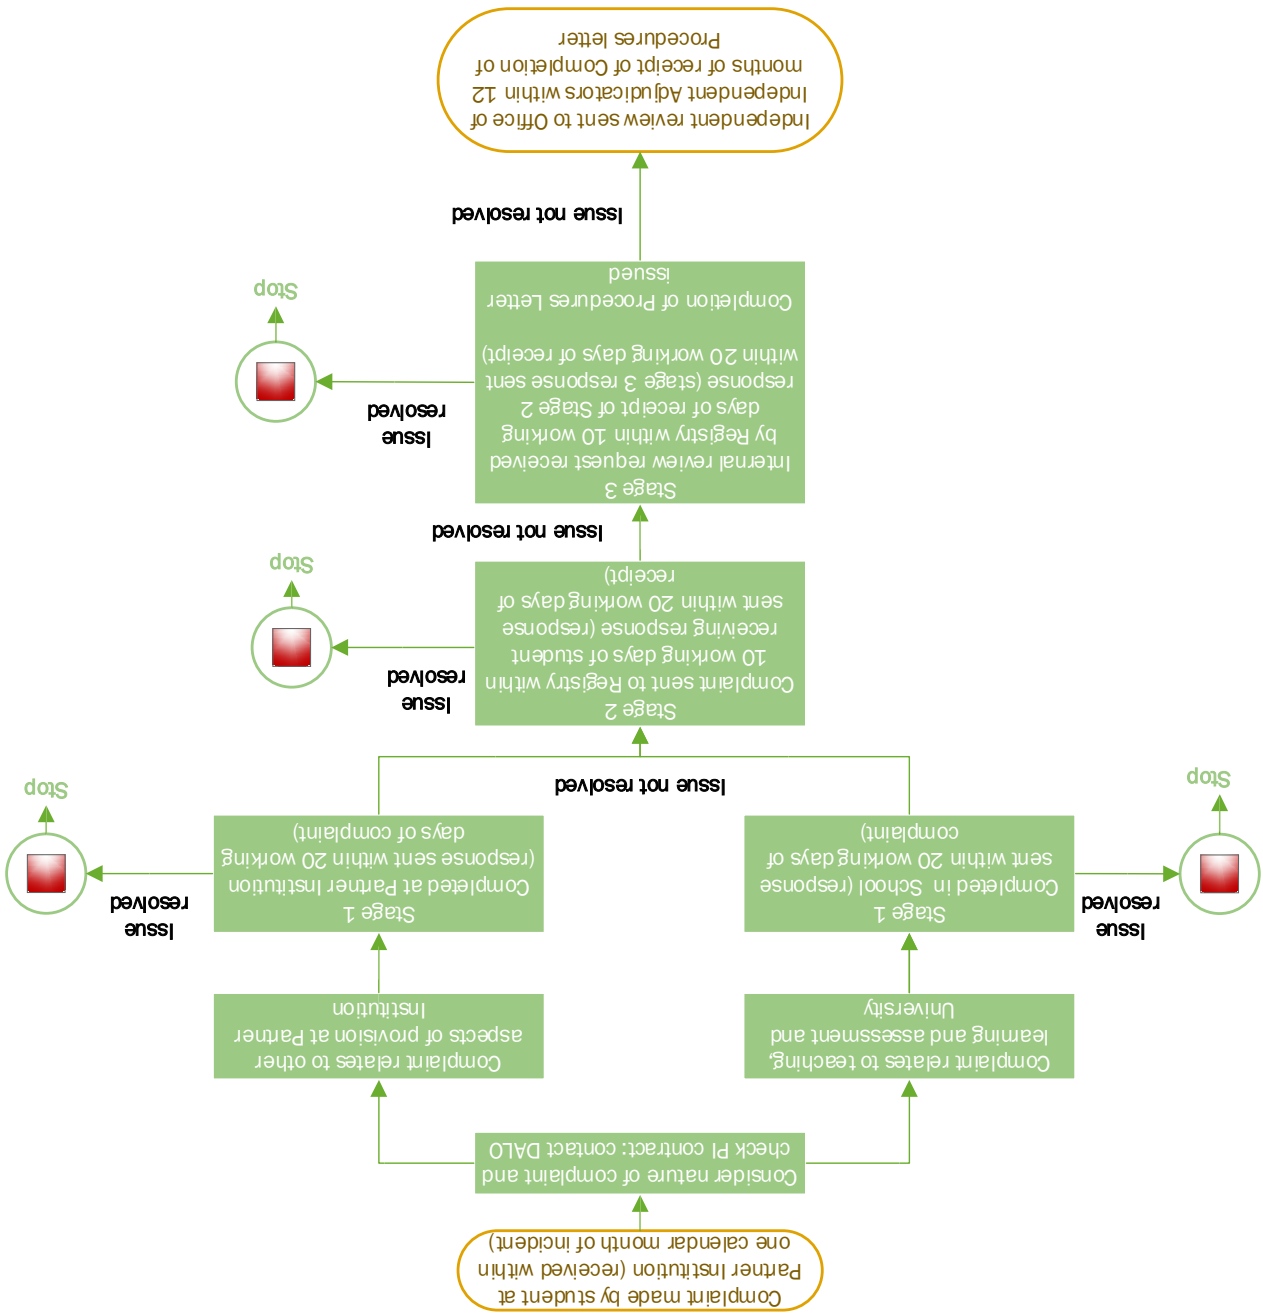 Complaint made by student at
Partner Institution (received within
one calendar month of incident)
Consider nature of complaint and
check PI contract: contact DALO
Complaint relates to teaching,
learning and assessment and
University
Complaint relates to other
aspects of provision at Partner
Institution
Stage 1
Completed in School (response
sent within 20 working days of
complaint)
Issue
resolved
Stop
Stage 1
Completed at Partner Institution
(response sent within 20 working
days of complaint)
Issue
resolved
Stop
Issue not resolved
Stage 2
Complaint sent to Registry within
10 working days of student
receiving response (response
sent within 20 working days of
receipt)
Issue
resolved
Stop
Issue not resolved
Stage 3
Internal review request received
by Registry within 10 working
days of receipt of Stage 2
response (stage 3 response sent
within 20 working days of receipt)
Completion of Procedures Letter
issued
Issue
resolved
Stop
Issue not resolved
Independent review sent to Office of
Independent Adjudicators within 12
months of receipt of Completion of
Procedures letter